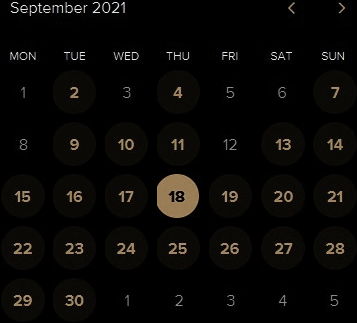 September 2021
MON TUE WED THU FRI SAT SUN
1 2 3 4 5 6 7
8 9 10 11 12 13 14
15 16 17 18 19 20 21
22 23 24 25 26 27 28
29 30 1 2 3 4 5